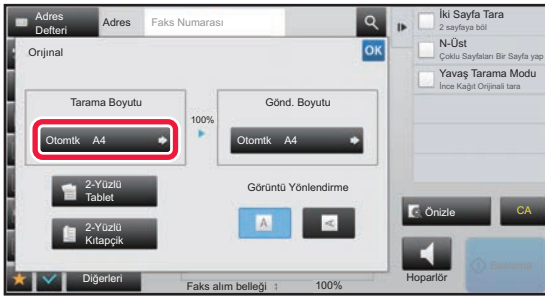 Adres
Defteri
Adres
Faks Numarası
Orijinal
OK
Tarama Boyutu
100%
Gönd. Boyutu
Otomtk A4
Otomtk A4
2-Yüzlü
Tablet
Görüntü Yönlendirme
2-Yüzlü
Kıtapçik
A
A
Diğerleri
Faks alım belleği : 100%
İki Sayfa Tara
2 sayfaya böl
N-Üst
Çoklu Sayfaları Bir Sayfa yap
Yavaş Tarama Modu
İnce Kağıt Orijinali tara
Önizle
CA
Hoparlör